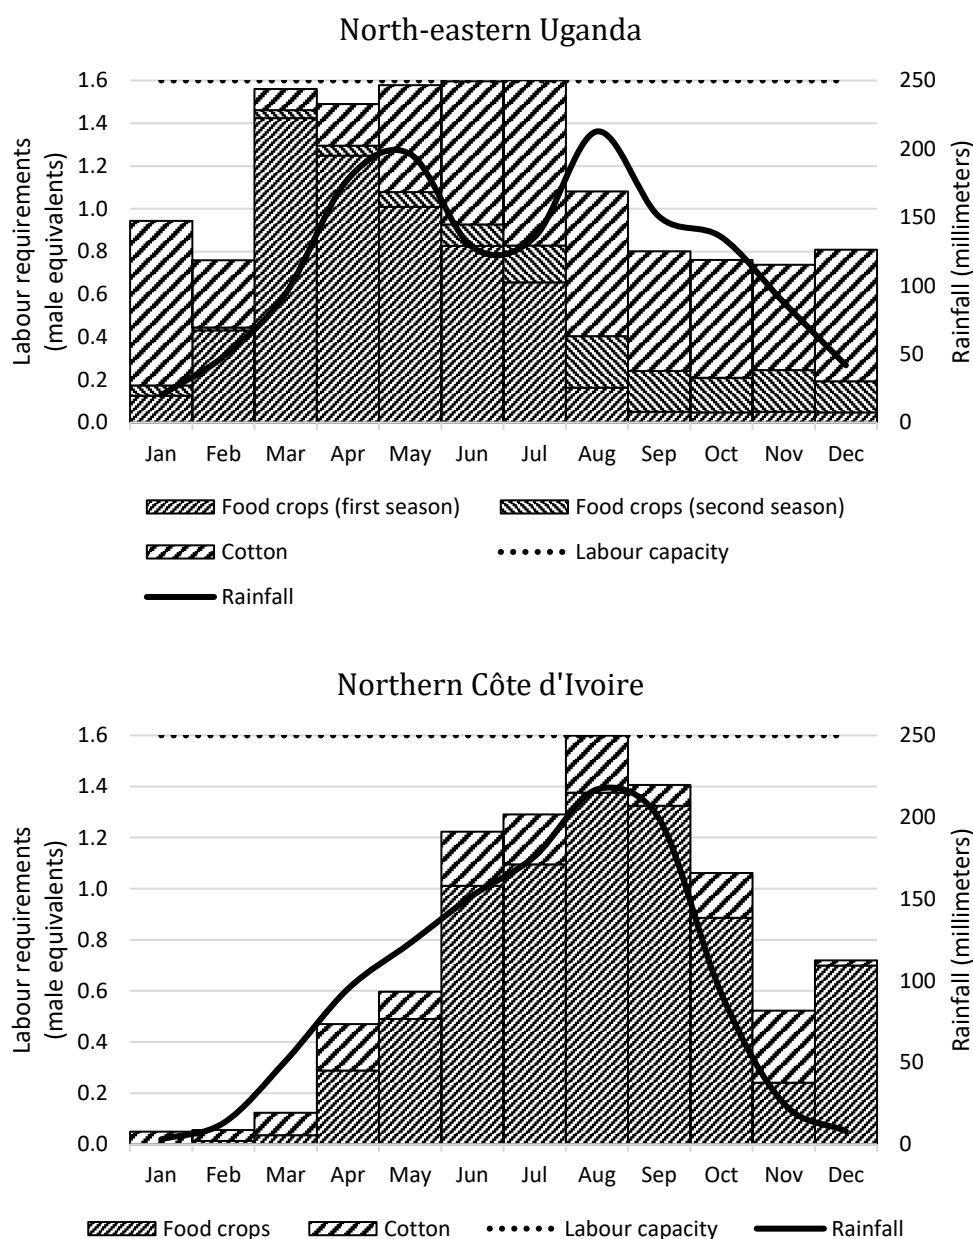 North-eastern Uganda
Labour requirements
(male equivalents)
1.6
1.4
1.2
1.0
0.8
0.6
0.4
0.2
0.0
250
200
150
100
50
0
Rainfall (millimeters)
Jan Feb Mar Apr May Jun Jul Aug Sep Oct Nov Dec
Food crops (first season) Food crops (second season)
Cotton Labour capacity
Rainfall
Northern Côte d'Ivoire
Labour requirements
(male equivalents)
1.6
1.4
1.2
1.0
0.8
0.6
0.4
0.2
0.0
250
200
150
100
50
0
Rainfall (millimeters)
Jan Feb Mar Apr May Jun Jul Aug Sep Oct Nov Dec
Food crops Cotton Labour capacity Rainfall